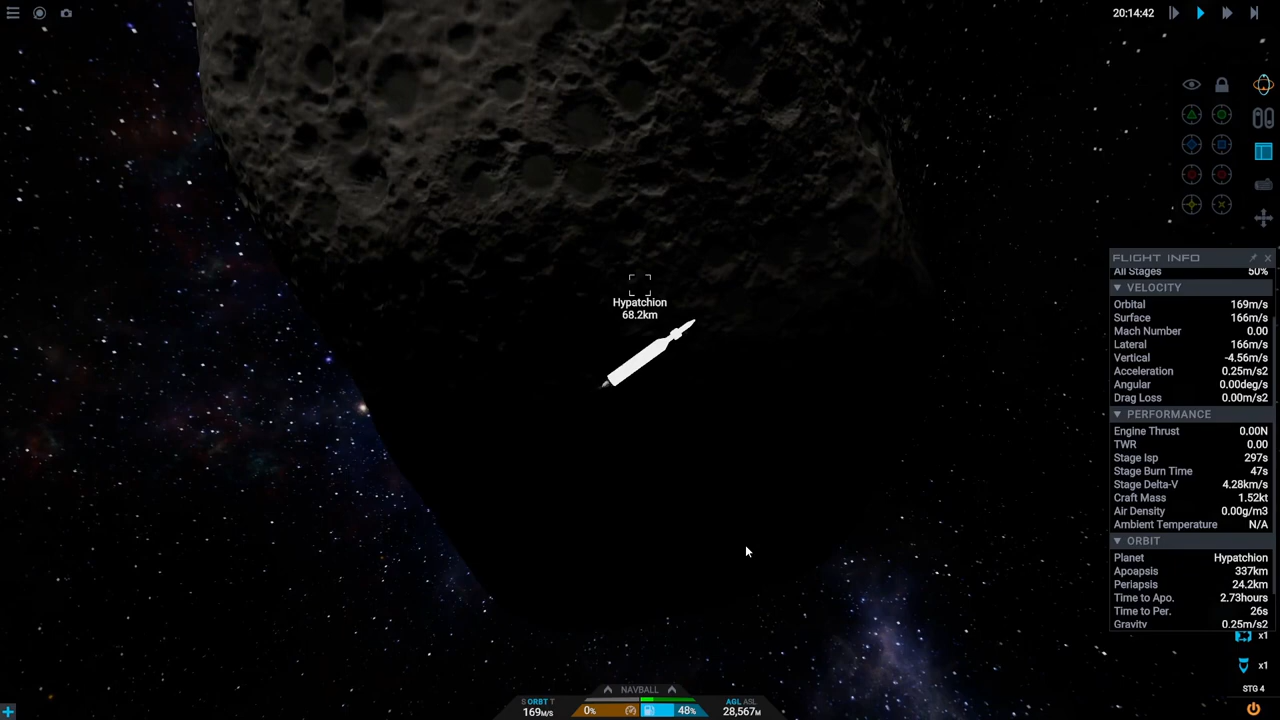 20:14:42
Hypatchion
68.2km
FLIGHT INFO
All Stages 50%
VELOCITY
Orbital 169m/s
Surface 166m/s
Mach Number 0.00
Lateral 166m/s
Vertical -4.56m/s
Acceleration 0.25m/s2
Angular 0.00deg/s
Drag Loss 0.00m/s2
PERFORMANCE
Engine Thrust 0.00N
TWR 0.00
Stage Isp 297s
Stage Burn Time 47s
Stage Delta-V 4.28km/s
Craft Mass 1.52kt
Air Density 0.00g/m3
Ambient Temperature N/A
ORBIT
Planet Hypatchion
Apoapsis 337km
Periapsis 24.2km
Time to Apo. 2.73hours
Time to Per. 26s
Gravity 0.25m/s2
x1
x1
STG 4
NAVBALL
S ORBT T
169M/S
0%
48%
AGL ASL
28,567M